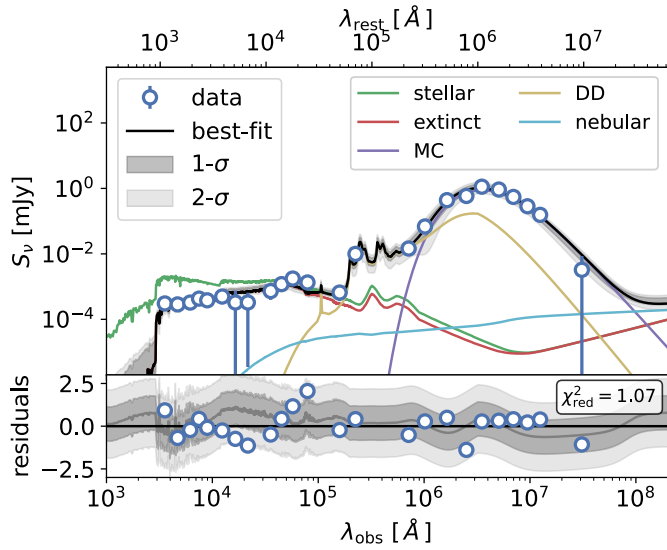 λrest [Å]
10³ 10⁴ 10⁵ 10⁶ 10⁷
data
best-fit
1-σ
2-σ
stellar
extinct
MC
DD
nebular
Sν [mJy]
10²
10⁰
10⁻²
10⁻⁴
residuals
2.5
0.0
−2.5
χ²red = 1.07
10³ 10⁴ 10⁵ 10⁶ 10⁷ 10⁸
λobs [Å]